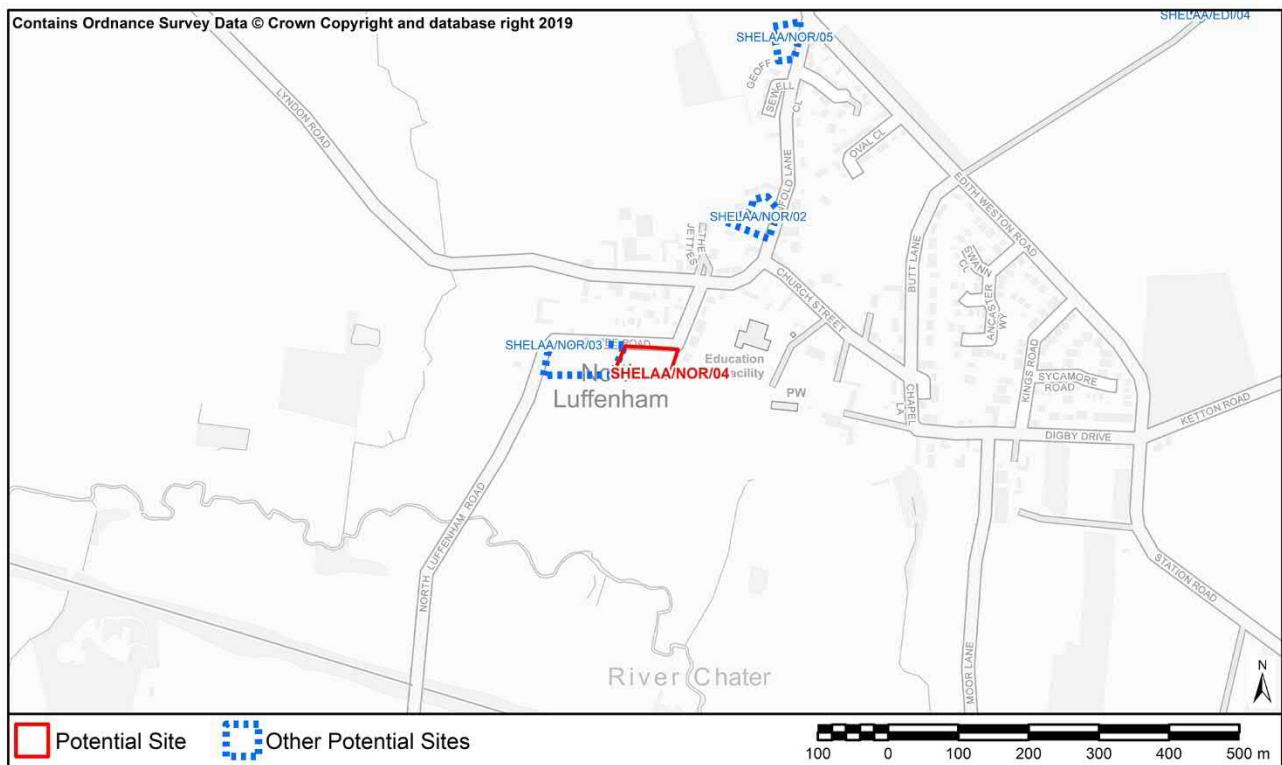 Contains Ordnance Survey Data © Crown Copyright and database right 2019
SHELAA/EDI/04
SHELAA/NOR/05
GEOFF
SEWELL
CL
LYNDON ROAD
OVAL CL
NFOLD LANE
EDITH WESTON ROAD
SHELAA/NOR/02
THE
JETTIES
BUTT LANE
CHURCH STREET
SWANN
CL
ANCASTER
WY
SHELAA/NOR/03
ROAD
Education
KINGS ROAD
SYCAMORE
ROAD
SHELAA/NOR/04
Luffenham
PW
CHAPEL
LA
KETTON ROAD
DIGBY DRIVE
NORTH LUFFENHAM ROAD
STATION ROAD
MOOR LANE
River Chater
N
Potential Site
Other Potential Sites
100 0 100 200 300 400 500 m